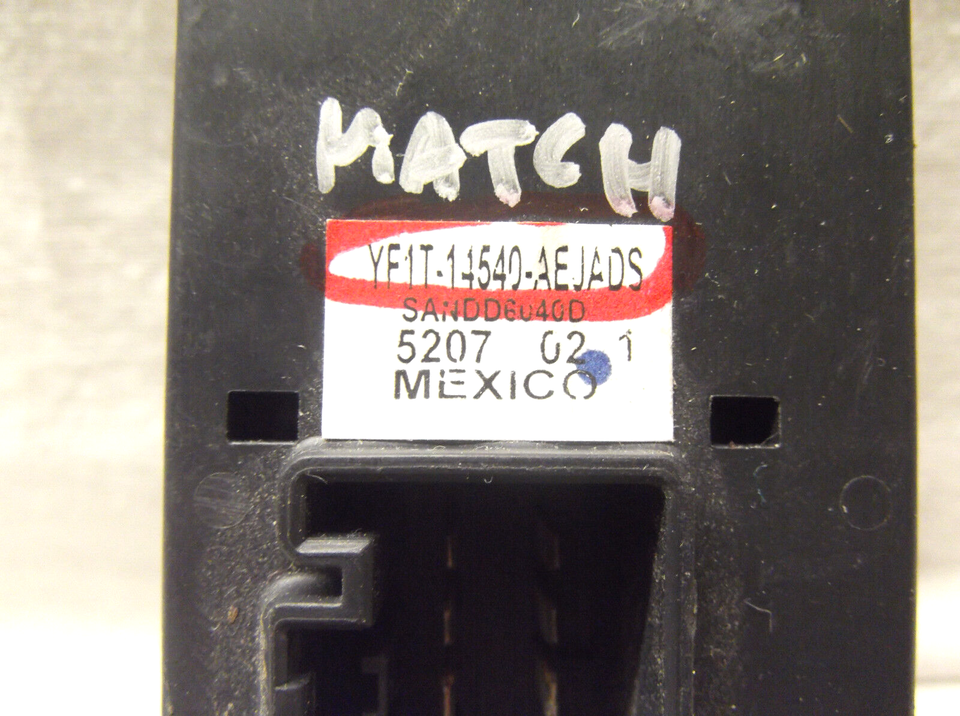 MATCH
YF1T-14540-AEJADS
SANDD6040D
5207 02 1
MEXICO